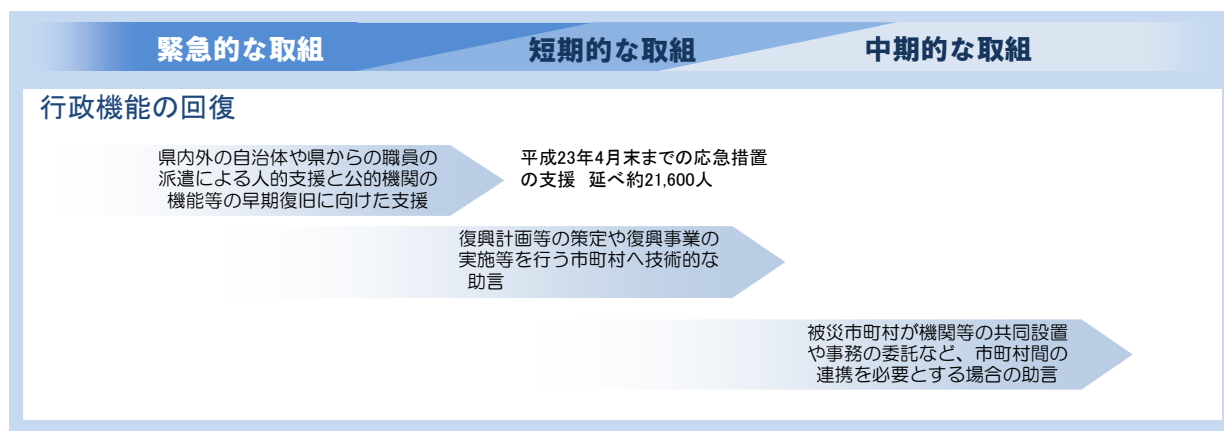 緊急的な取組
短期的な取組
中期的な取組
行政機能の回復
県内外の自治体や県からの職員の
派遣による人的支援と公的機関の
機能等の早期復旧に向けた支援
平成23年4月末までの応急措置
の支援 延べ約21,600人
復興計画等の策定や復興事業の
実施等を行う市町村へ技術的な
助言
被災市町村が機関等の共同設置
や事務の委託など、市町村間の
連携を必要とする場合の助言